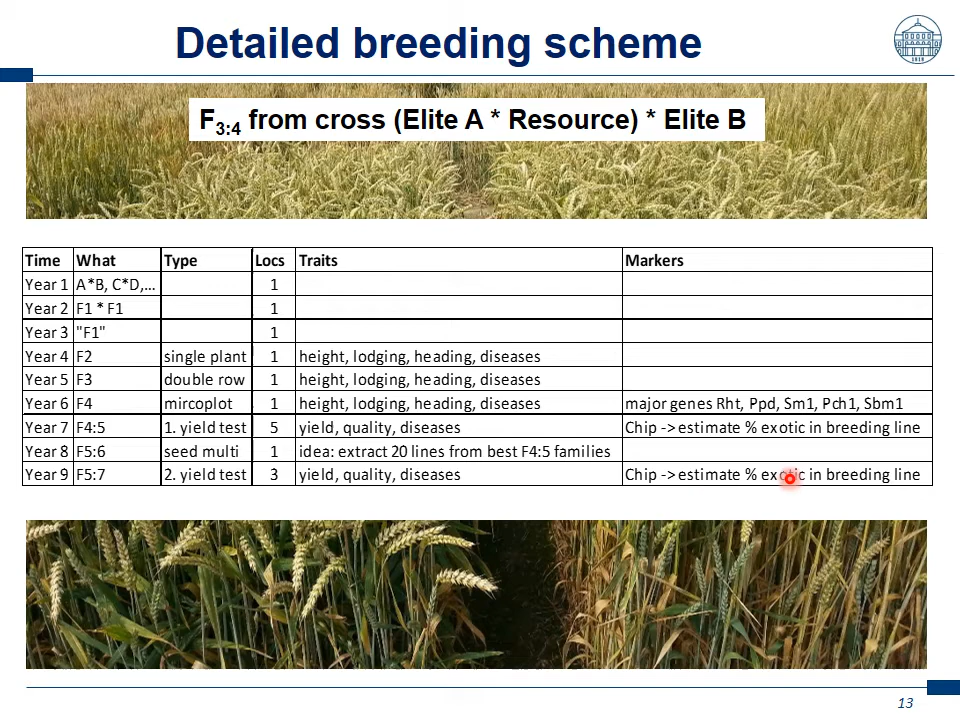 Detailed breeding scheme
1818
F3:4 from cross (Elite A * Resource) * Elite B
Time What Type Locs Traits Markers
Year 1 A*B, C*D,... 1
Year 2 F1 * F1 1
Year 3 "F1" 1
Year 4 F2 single plant 1 height, lodging, heading, diseases
Year 5 F3 double row 1 height, lodging, heading, diseases
Year 6 F4 mircoplot 1 height, lodging, heading, diseases major genes Rht, Ppd, Sm1, Pch1, Sbm1
Year 7 F4:5 1. yield test 5 yield, quality, diseases Chip -> estimate % exotic in breeding line
Year 8 F5:6 seed multi 1 idea: extract 20 lines from best F4:5 families
Year 9 F5:7 2. yield test 3 yield, quality, diseases Chip -> estimate % exotic in breeding line
13